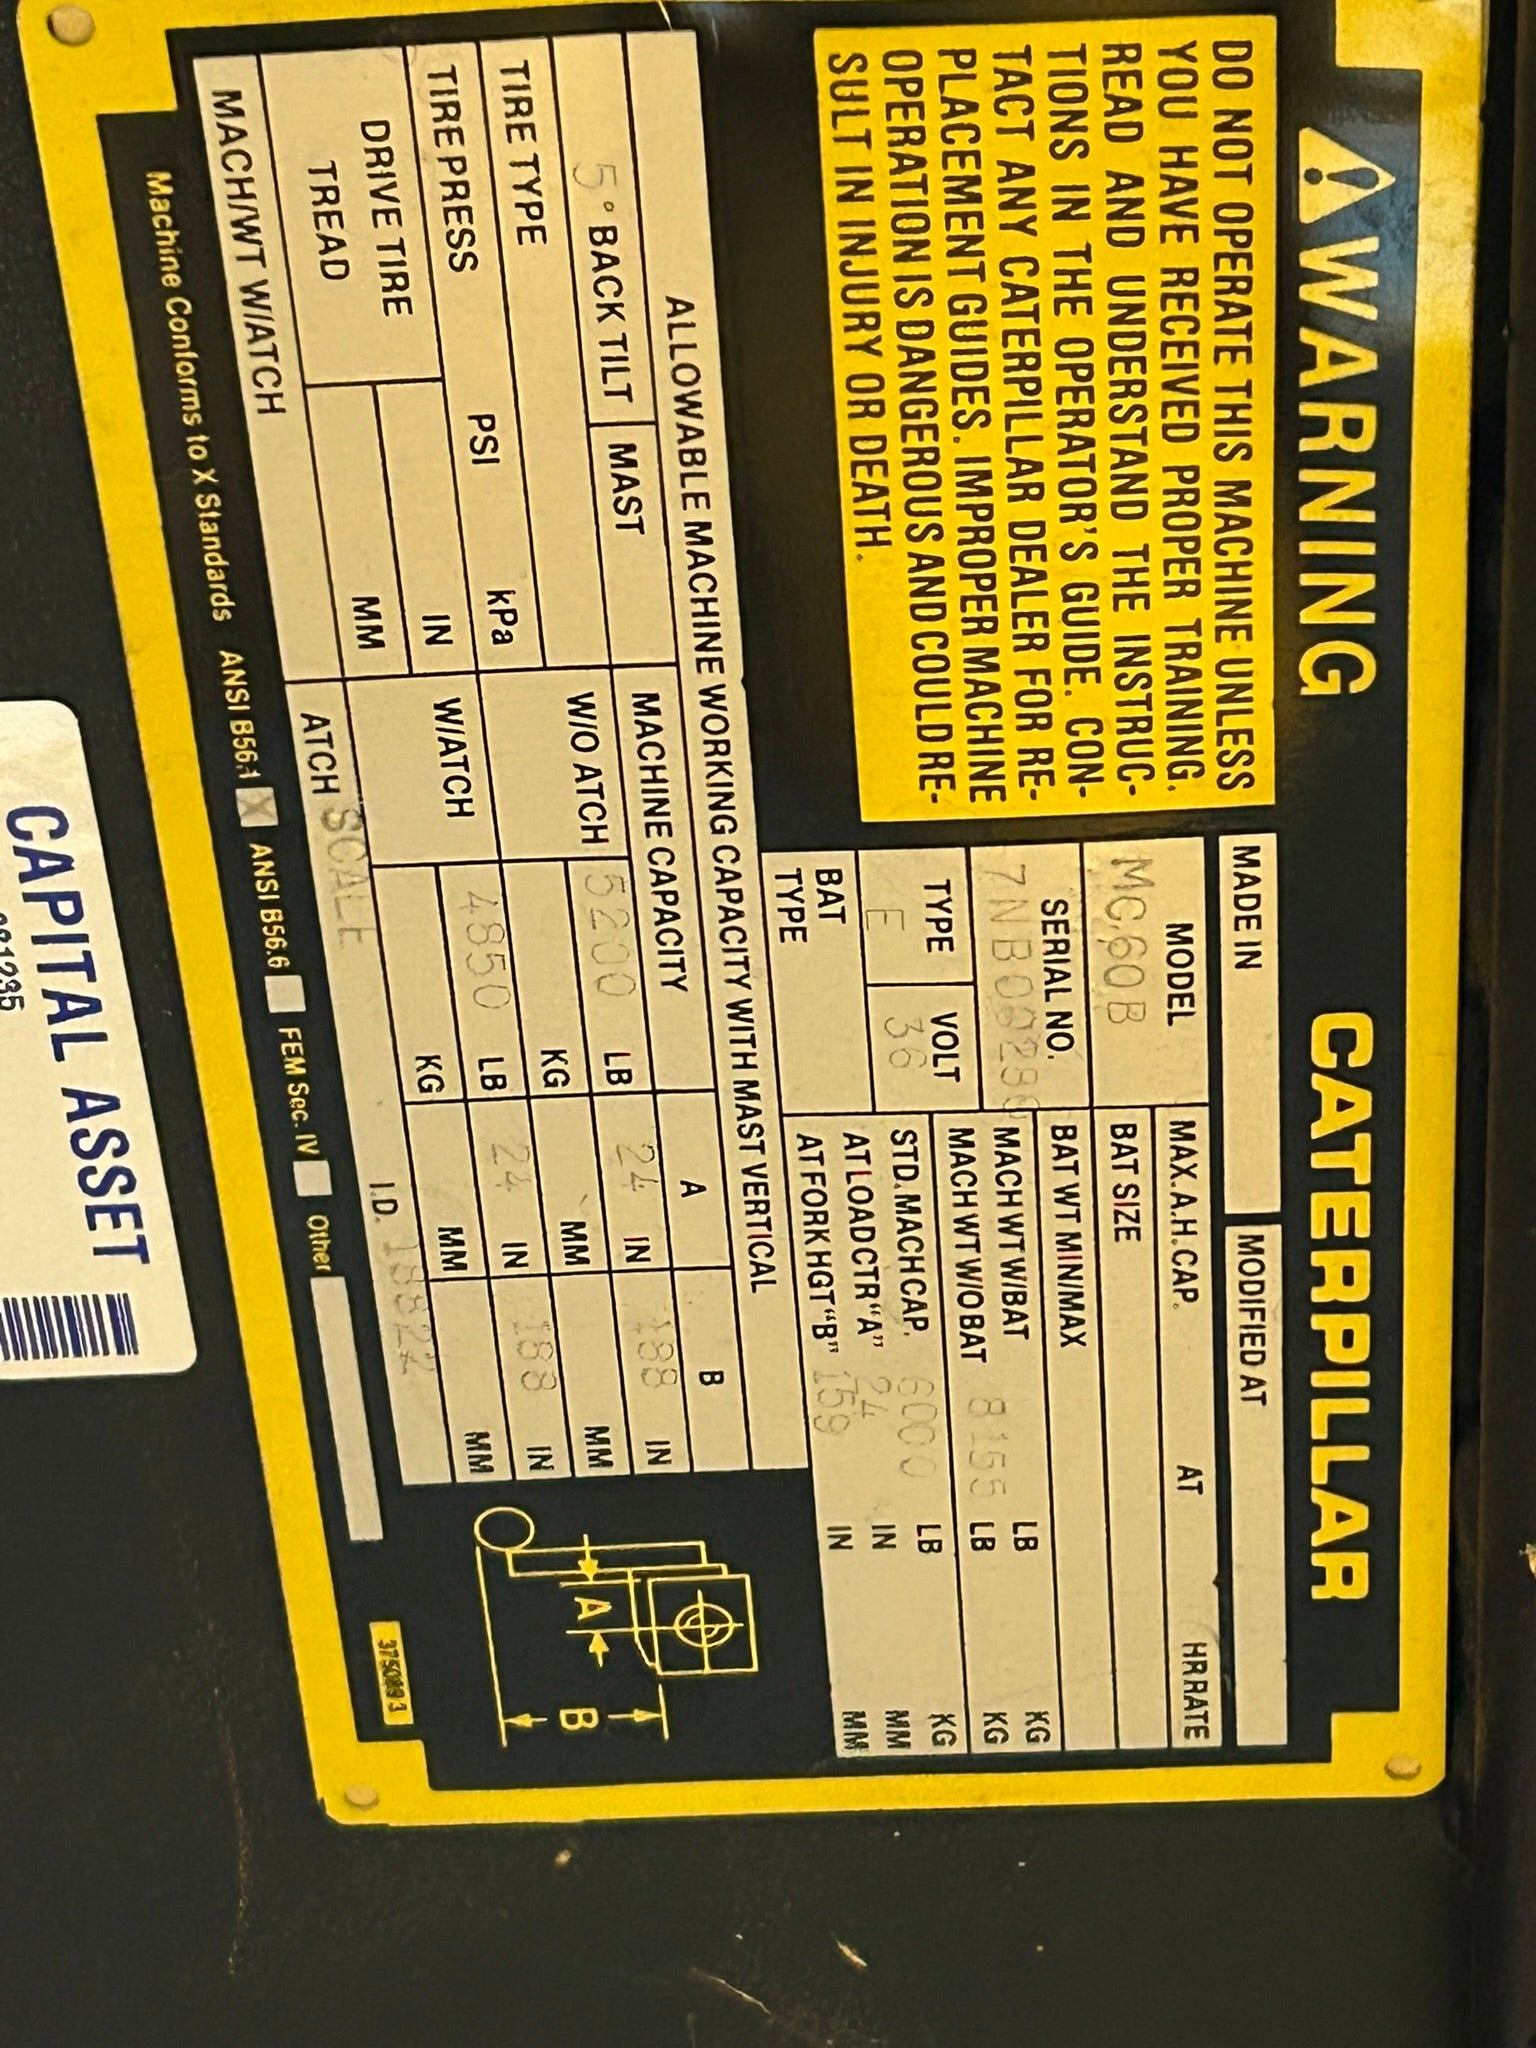 WARNING
DO NOT OPERATE THIS MACHINE UNLESS
YOU HAVE RECEIVED PROPER TRAINING.
READ AND UNDERSTAND THE INSTRUC-
TIONS IN THE OPERATOR'S GUIDE. CON-
TACT ANY CATERPILLAR DEALER FOR RE-
PLACEMENT GUIDES. IMPROPER MACHINE
OPERATION IS DANGEROUS AND COULD RE-
SULT IN INJURY OR DEATH.
CATERPILLAR
MADE IN
MODIFIED AT
MODEL
MC60B
SERIAL NO.
TYPE
E
VOLT
36
BAT
TYPE
MAX. A.H. CAP. AT HR RATE
BAT SIZE
BAT WT MIN/MAX
MACH WT W/BAT LB KG
MACH WT W/O BAT 8155 LB KG
STD. MACH CAP. 6000 LB KG
AT LOAD CTR "A" 24 IN MM
AT FORK HGT "B" 159 IN MM
ALLOWABLE MACHINE WORKING CAPACITY WITH MAST VERTICAL
5° BACK TILT MAST
MACHINE CAPACITY A B
TIRE TYPE
W/O ATCH 5200 LB 24 IN 188 IN
KG MM MM
TIRE PRESS PSI kPa
W/ATCH 4850 LB 24 IN 188 IN
KG MM MM
DRIVE TIRE
TREAD
IN
MM
MACH/WT W/ATCH
ATCH SCALE I.D.
Machine Conforms to X Standards ANSI B56.1 X ANSI B56.6 FEM Sec. IV Other
A
B
CAPITAL ASSET